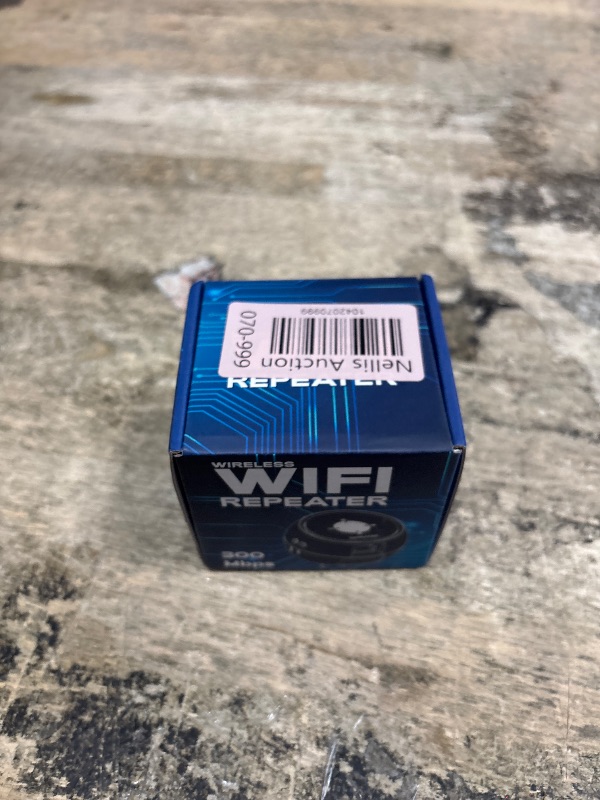 1042070999
070-999
Nellis Auction
REPEATER
WIRELESS
WIFI
REPEATER
300
Mbps